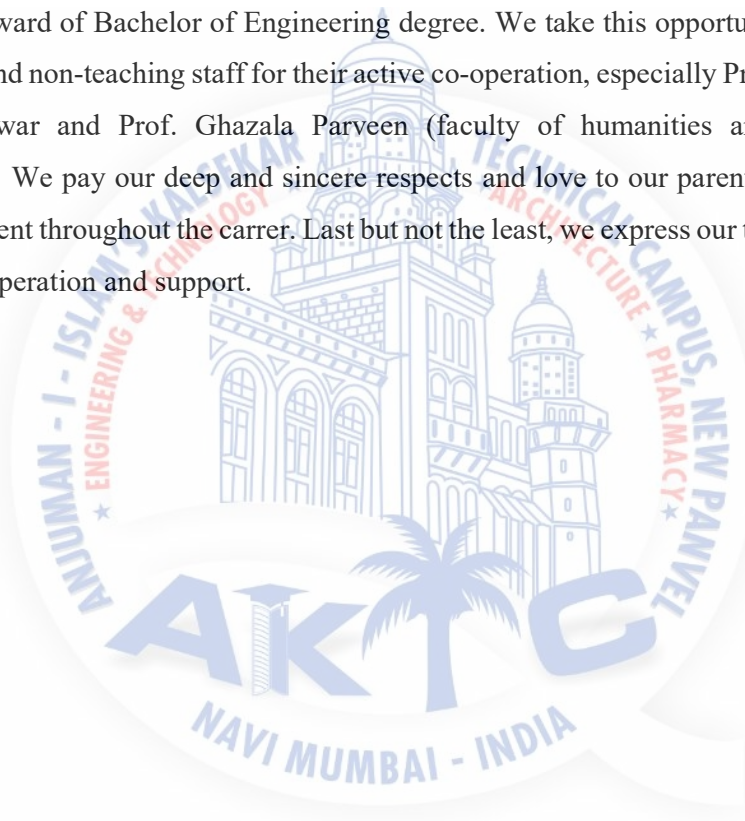 ward of Bachelor of Engineering degree. We take this opportu
nd non-teaching staff for their active co-operation, especially Pr
war and Prof. Ghazala Parveen (faculty of humanities a
We pay our deep and sincere respects and love to our paren
ent throughout the carrer. Last but not the least, we express our t
peration and support.
ANJUMAN - I - ISLAM'S KALSEKAR TECHNICAL CAMPUS, NEW PANVEL
★ ENGINEERING & TECHNOLOGY ARCHITECTURE ★ PHARMACY ★
AKTC
NAVI MUMBAI - INDIA